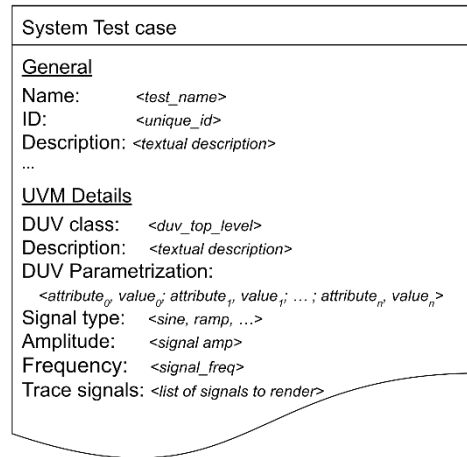 System Test case
General
Name: <test_name>
ID: <unique_id>
Description: <textual description>
...
UVM Details
DUV class: <duv_top_level>
Description: <textual description>
DUV Parametrization:
<attribute0, value0; attribute1, value1; … ; attributen, valuen>
Signal type: <sine, ramp, …>
Amplitude: <signal amp>
Frequency: <signal_freq>
Trace signals: <list of signals to render>